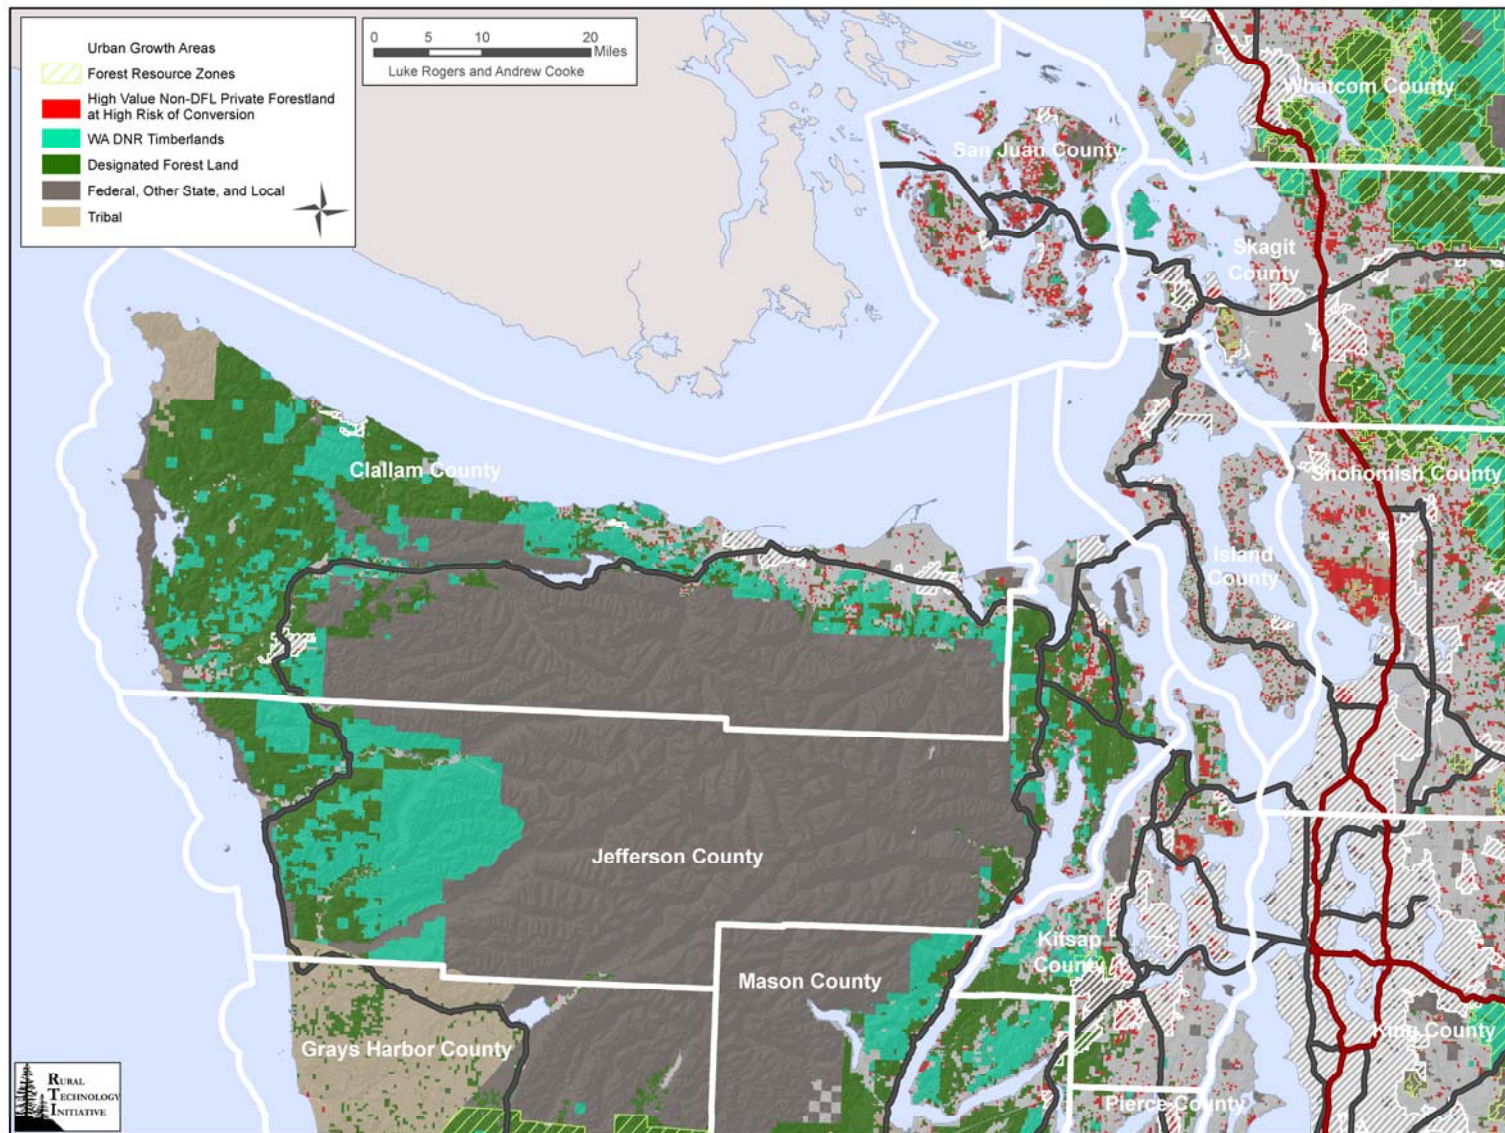 Urban Growth Areas
Forest Resource Zones
High Value Non-DFL Private Forestland
at High Risk of Conversion
WA DNR Timberlands
Designated Forest Land
Federal, Other State, and Local
Tribal
0 5 10 20
Miles
Luke Rogers and Andrew Cooke
Whatcom County
San Juan County
Skagit
County
Clallam County
Snohomish County
Island
County
Jefferson County
Kitsap
County
Mason County
King County
Grays Harbor County
Pierce County
RURAL
TECHNOLOGY
INITIATIVE